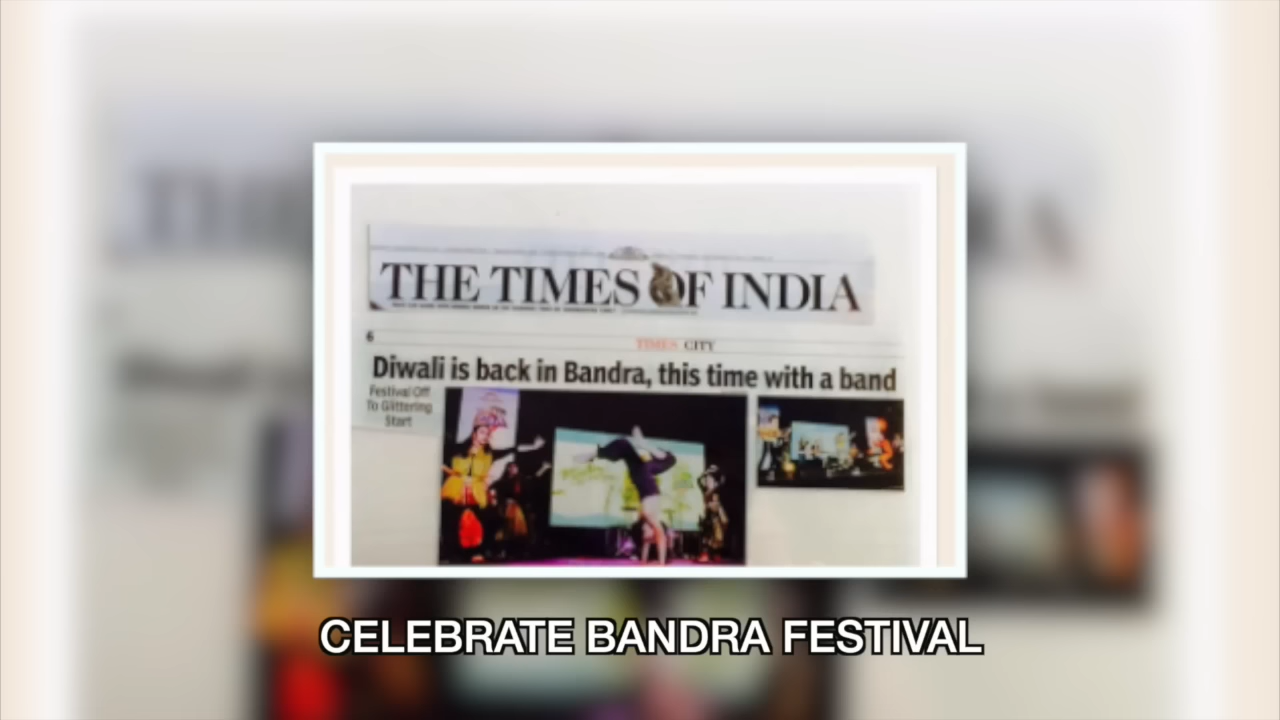 THE TIMES OF INDIA
6
TIMES CITY
Diwali is back in Bandra, this time with a band
Festival Off
To Glittering
Start
CELEBRATE BANDRA FESTIVAL